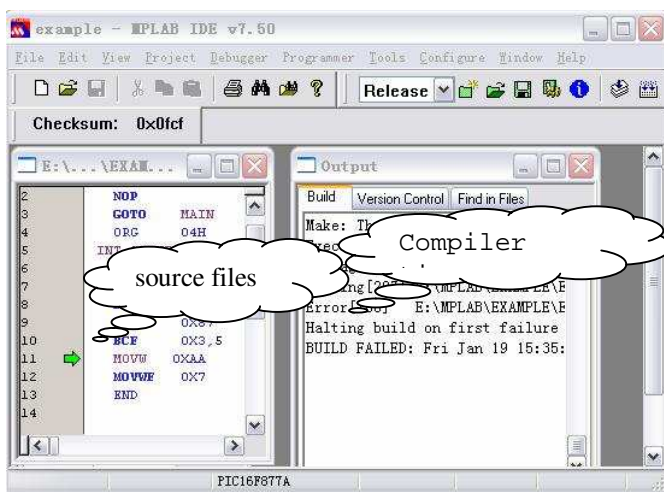 example - MPLAB IDE v7.50
File Edit View Project Debugger Programmer Tools Configure Window Help
Release
Checksum: 0x0fcf
E:\...\EXAM...
2 NOP
3 GOTO MAIN
4 ORG 04H
5 INT
6
7
8
9 0X87
10 BCF 0X3,5
11 MOVW 0XAA
12 MOVWF 0X7
13 END
14
source files
Output
Build Version Control Find in Files
Make:
Compiler
E:\MPLAB\EXAMPLE\E
Halting build on first failure
BUILD FAILED: Fri Jan 19 15:35:
PIC16F877A